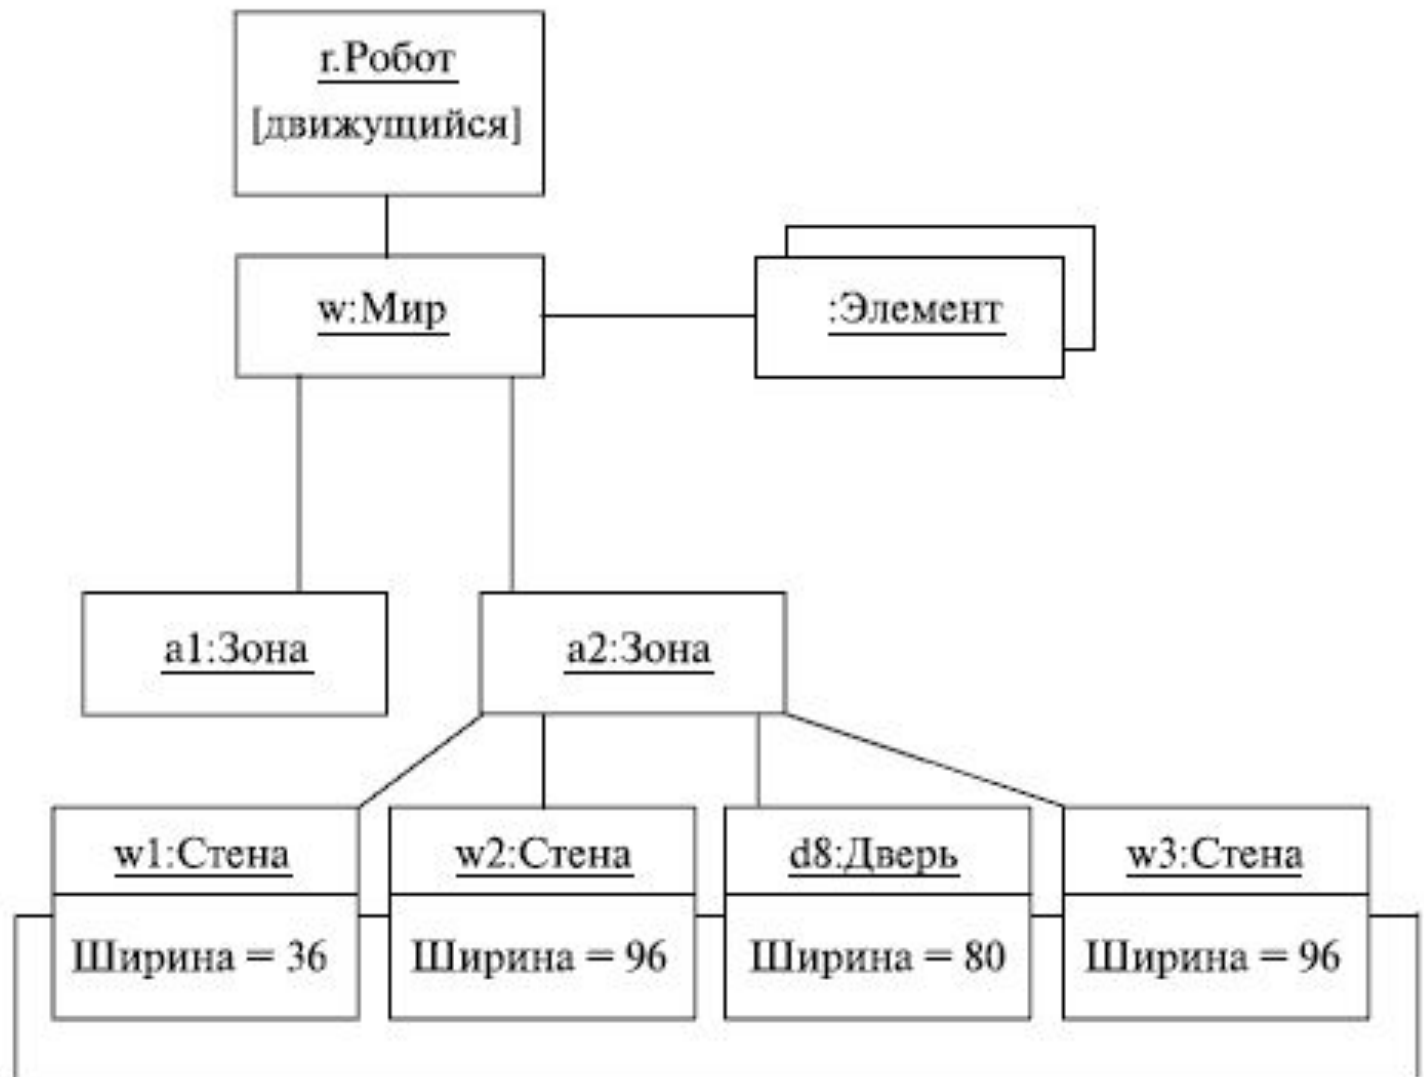 r.Робот
[движущийся]
w:Мир
:Элемент
a1:Зона
a2:Зона
w1:Стена
w2:Стена
d8:Дверь
w3:Стена
Ширина = 36
Ширина = 96
Ширина = 80
Ширина = 96